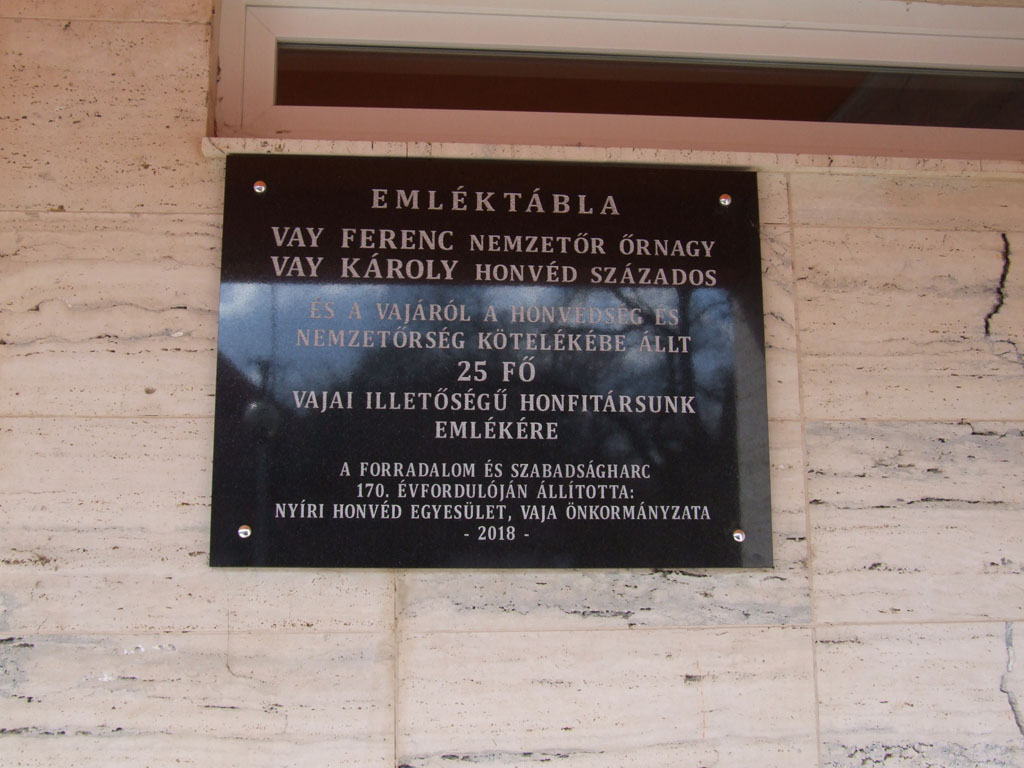 EMLÉKTÁBLA
VAY FERENC NEMZETŐR ŐRNAGY
VAY KÁROLY HONVÉD SZÁZADOS
ÉS A VAJÁRÓL A HONVÉDSÉG ÉS
NEMZETŐRSÉG KÖTELÉKÉBE ÁLLT
25 FŐ
VAJAI ILLETŐSÉGŰ HONFITÁRSUNK
EMLÉKÉRE
A FORRADALOM ÉS SZABADSÁGHARC
170. ÉVFORDULÓJÁN ÁLLÍTOTTA:
NYÍRI HONVÉD EGYESÜLET, VAJA ÖNKORMÁNYZATA
- 2018 -